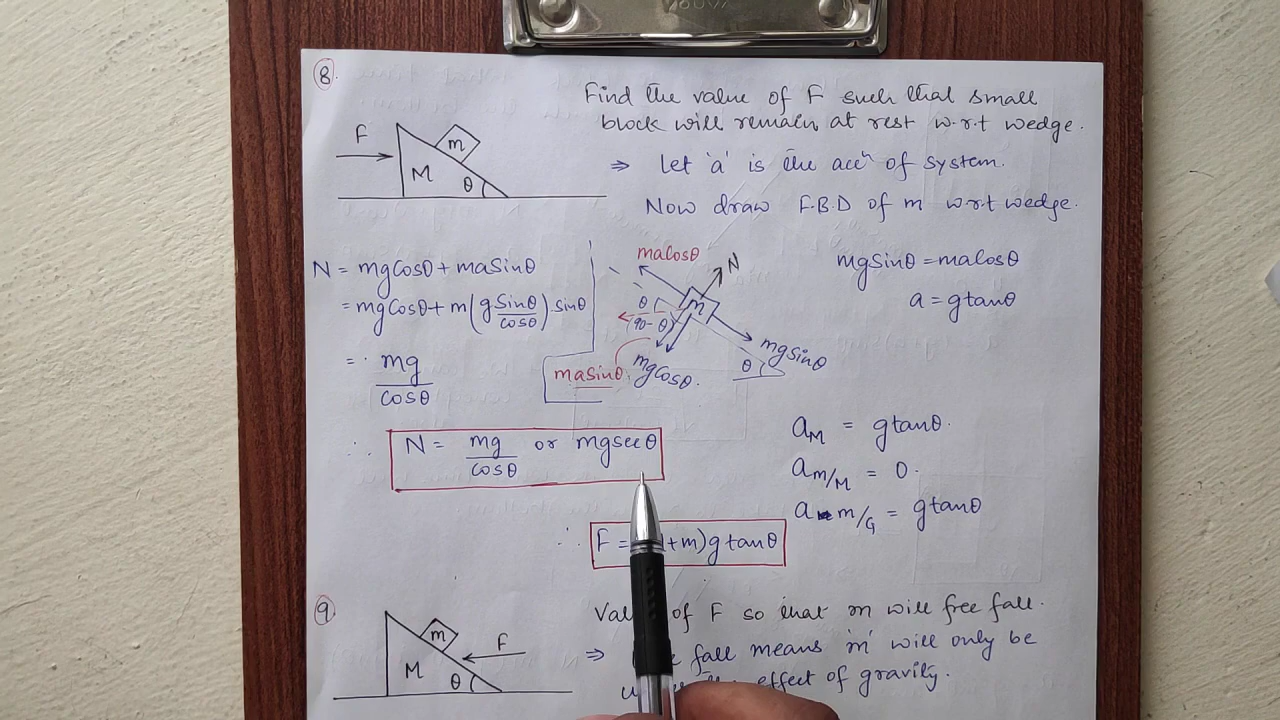 8.
Find the value of F such that small
block will remain at rest w.r.t wedge.
F
m
M
θ
⇒ Let 'a' is the accⁿ of system.
Now draw F.B.D of m w.r.t wedge.
N = mgCosθ + maSinθ
= mgCosθ + m(g Sinθ/cosθ).sinθ
= mg/cosθ
macosθ
N
m
θ
90-θ
mgsinθ
θ
masinθ
mgCosθ.
mgSinθ = macosθ
a = gtanθ
∴ N = mg/cosθ or mgsecθ
aM = gtanθ.
am/M = 0.
a m/G = gtanθ
∴ F = +m)gtanθ
9.
m
F
M
θ
of F so that m will free fall.
⇒ fall means 'm' will only be
effect of gravity.